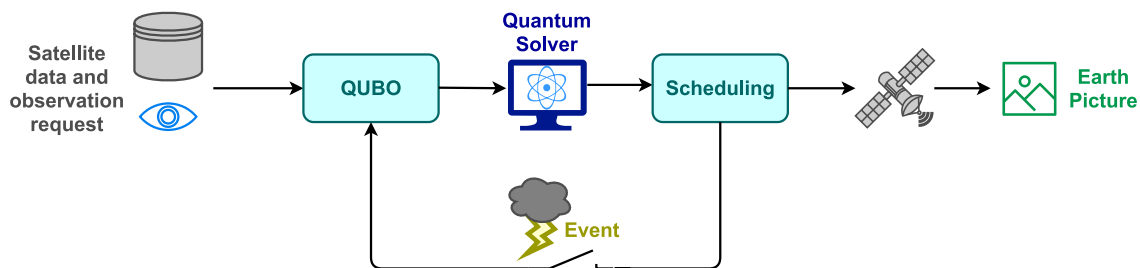 Satellite
data and
observation
request
QUBO
Quantum
Solver
Scheduling
Earth
Picture
Event